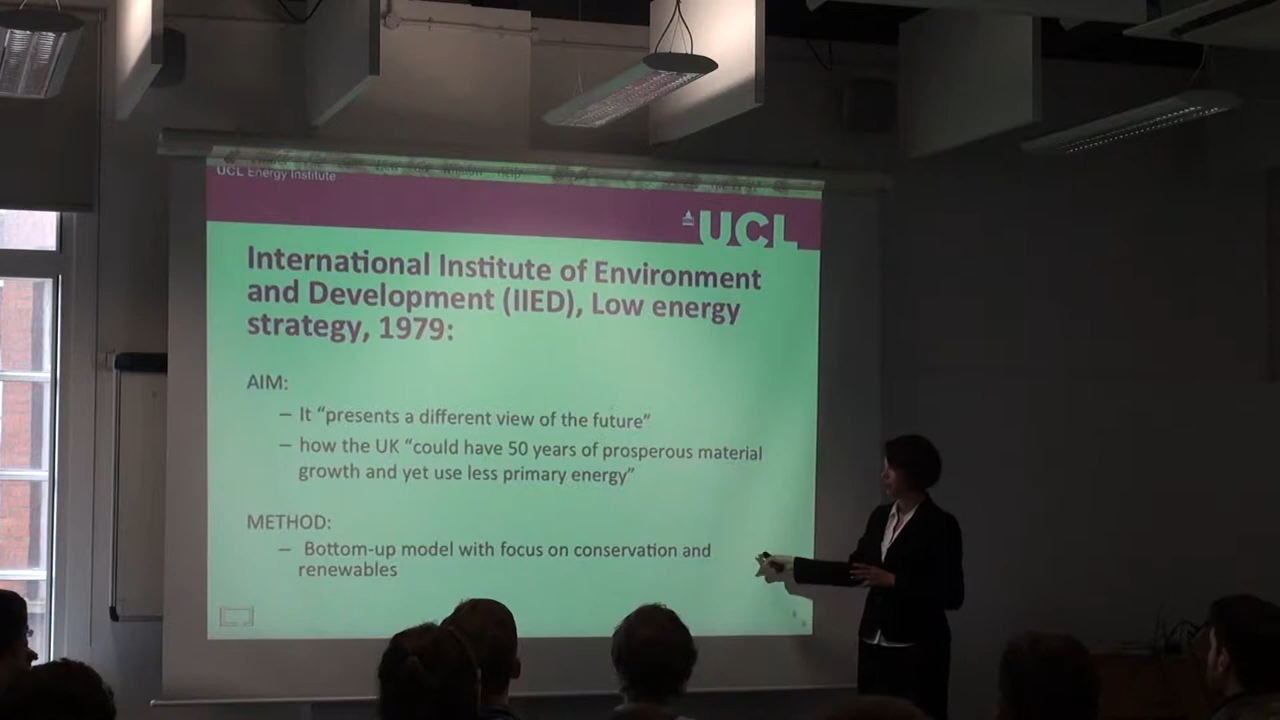 UCL Energy Institute
UCL
International Institute of Environment
and Development (IIED), Low energy
strategy, 1979:
AIM:
– It “presents a different view of the future”
– how the UK “could have 50 years of prosperous material
growth and yet use less primary energy”
METHOD:
– Bottom-up model with focus on conservation and
renewables